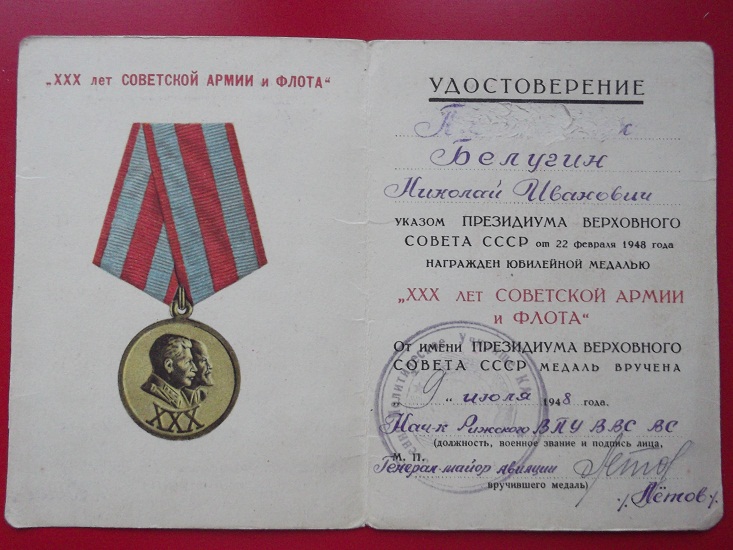 „XXX лет СОВЕТСКОЙ АРМИИ и ФЛОТА“
XXX
УДОСТОВЕРЕНИЕ
Белугин
Николай Иванович
УКАЗОМ ПРЕЗИДИУМА ВЕРХОВНОГО
СОВЕТА СССР от 22 февраля 1948 года
НАГРАЖДЕН ЮБИЛЕЙНОЙ МЕДАЛЬЮ
„XXX ЛЕТ СОВЕТСКОЙ АРМИИ
и ФЛОТА“
От имени ПРЕЗИДИУМА ВЕРХОВНОГО
СОВЕТА СССР МЕДАЛЬ ВРУЧЕНА
9 „ июля 1948 года.
Нач-к Рижского ВПУ ВВС ВС
(должность, военное звание и подпись лица,
М. П.
Генерал-майор авиации Летов
вручившего медаль)
/Лётов/